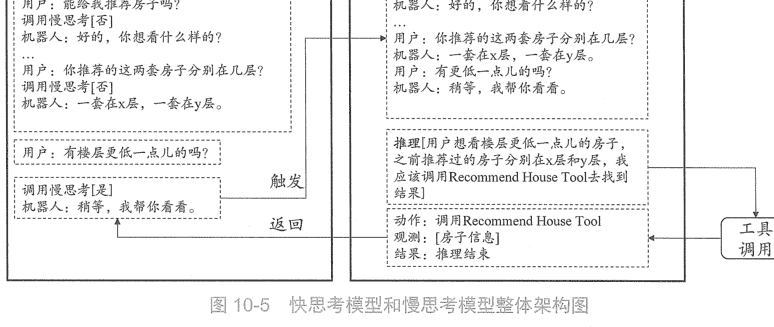 用户：能给我推荐房子吗？
调用慢思考[否]
机器人：好的，你想看什么样的？
...
用户：你推荐的这两套房子分别在几层？
调用慢思考[否]
机器人：一套在x层，一套在y层。
用户：有楼层更低一点儿的吗？
调用慢思考[是]
机器人：稍等，我帮你看看。
触发
返回
机器人：好的，你想看什么样的？
...
用户：你推荐的这两套房子分别在几层？
机器人：一套在x层，一套在y层。
用户：有更低一点儿的吗？
机器人：稍等，我帮你看看。
推理[用户想看楼层更低一点儿的房子，
之前推荐过的房子分别在x层和y层，我
应该调用Recommend House Tool去找到
结果]
动作：调用Recommend House Tool
观测：[房子信息]
结果：推理结束
工具
调用
图 10-5 快思考模型和慢思考模型整体架构图